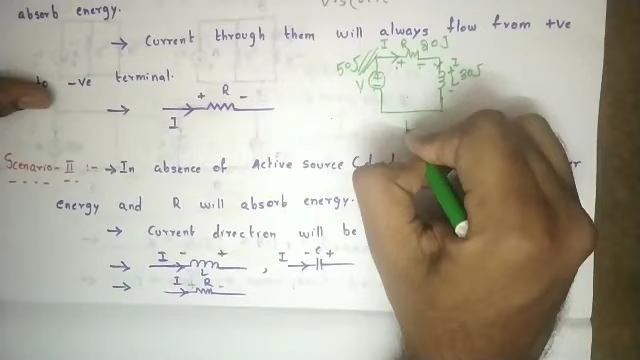 absorb energy.
→ Current through them will always flow from +ve
to -ve terminal.
→ + R -
I
Scenario-II :- → In absence of Active source
energy and R will absorb energy.
→ Current direction will be
→ I - + L , I - c +
→ I + R -
I R 20J
50J + - + I 30J
V -